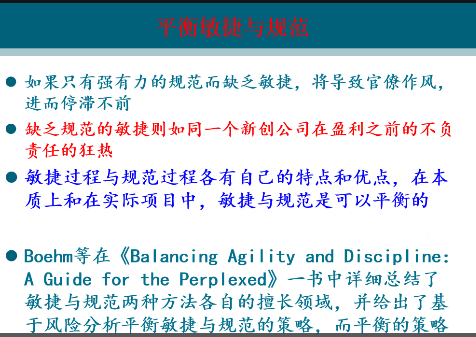 平衡敏捷与规范
如果只有强有力的规范而缺乏敏捷，将导致官僚作风，
进而停滞不前
缺乏规范的敏捷则如同一个新创公司在盈利之前的不负
责任的狂热
敏捷过程与规范过程各有自己的特点和优点，在本
质上和在实际项目中，敏捷与规范是可以平衡的
Boehm等在《Balancing Agility and Discipline:
A Guide for the Perplexed》一书中详细总结了
敏捷与规范两种方法各自的擅长领域，并给出了基
于风险分析平衡敏捷与规范的策略，而平衡的策略